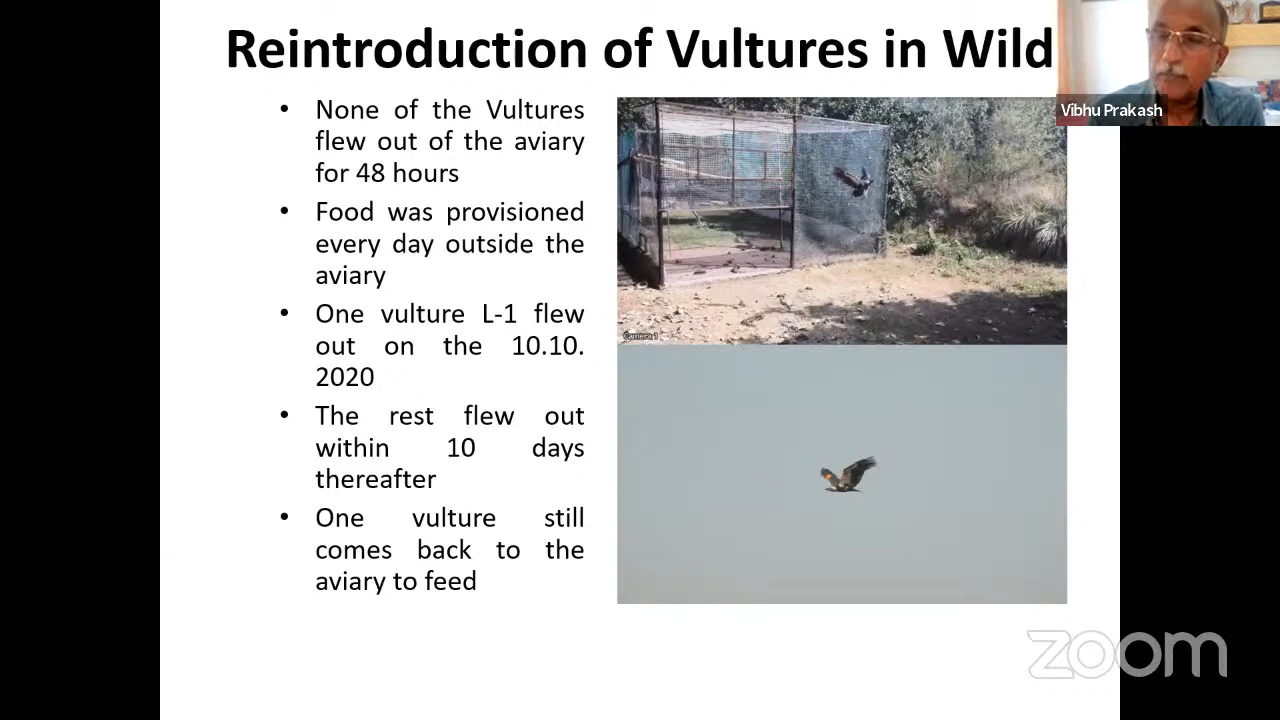 Reintroduction of Vultures in Wild
Vibhu Prakash
• None of the Vultures
flew out of the aviary
for 48 hours
• Food was provisioned
every day outside the
aviary
• One vulture L-1 flew
out on the 10.10.
2020
• The rest flew out
within 10 days
thereafter
• One vulture still
comes back to the
aviary to feed
Camera 1
zoom